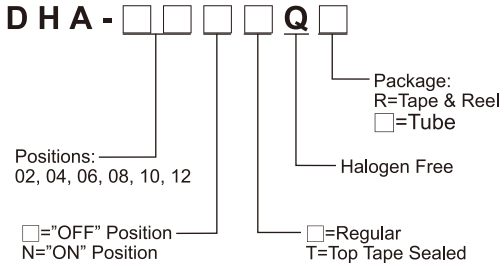 DHA-□□□□Q□
Package:
R=Tape & Reel
□=Tube
Positions:
02, 04, 06, 08, 10, 12
Halogen Free
□="OFF" Position
N="ON" Position
□=Regular
T=Top Tape Sealed